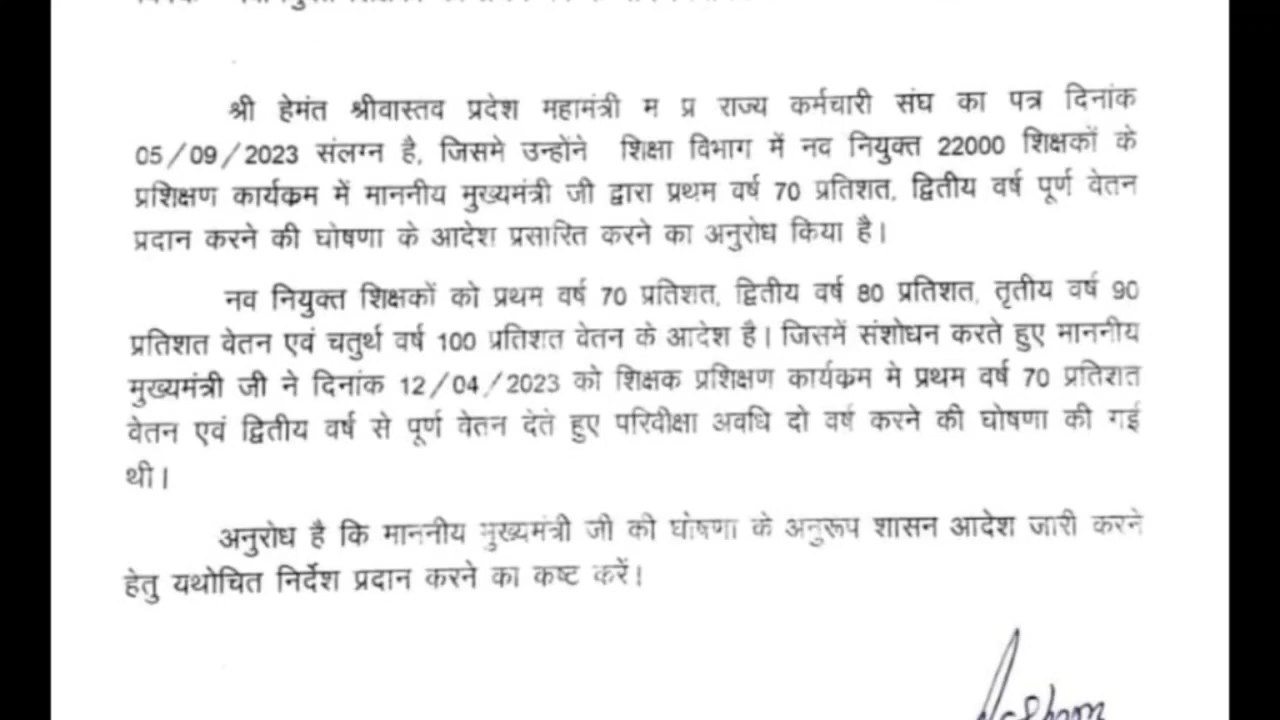 श्री हेमंत श्रीवास्तव प्रदेश महामंत्री म प्र राज्य कर्मचारी संघ का पत्र दिनांक
05/09/2023 संलग्न है, जिसमे उन्होंने शिक्षा विभाग में नव नियुक्त 22000 शिक्षकों के
प्रशिक्षण कार्यकम में माननीय मुख्यमंत्री जी द्वारा प्रथम वर्ष 70 प्रतिशत, द्वितीय वर्ष पूर्ण वेतन
प्रदान करने की घोषणा के आदेश प्रसारित करने का अनुरोध किया है।
नव नियुक्त शिक्षकों को प्रथम वर्ष 70 प्रतिशत, द्वितीय वर्ष 80 प्रतिशत, तृतीय वर्ष 90
प्रतिशत वेतन एवं चतुर्थ वर्ष 100 प्रतिशत वेतन के आदेश है। जिसमें संशोधन करते हुए माननीय
मुख्यमंत्री जी ने दिनांक 12/04/2023 को शिक्षक प्रशिक्षण कार्यकम मे प्रथम वर्ष 70 प्रतिशत
वेतन एवं द्वितीय वर्ष से पूर्ण वेतन देते हुए परिवीक्षा अवधि दो वर्ष करने की घोषणा की गई
थी।
अनुरोध है कि माननीय मुख्यमंत्री जी की घोषणा के अनुरूप शासन आदेश जारी करने
हेतु यथोचित निर्देश प्रदान करने का कष्ट करें।